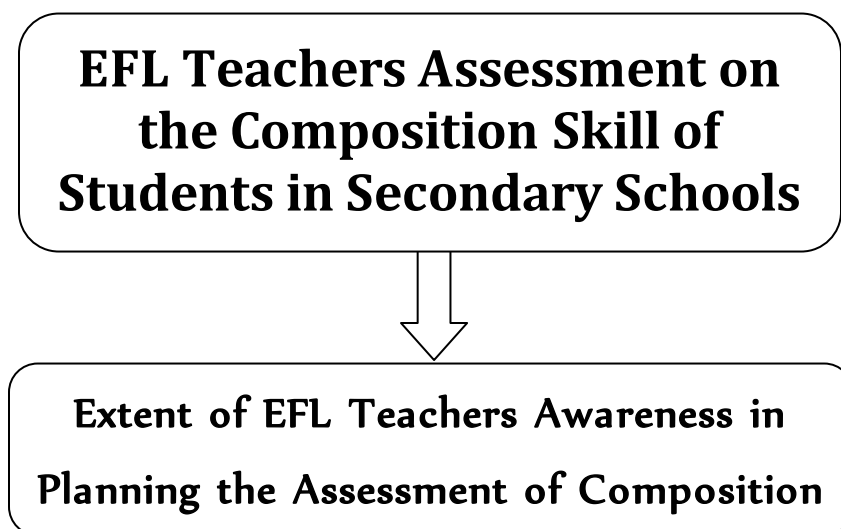 EFL Teachers Assessment on
the Composition Skill of
Students in Secondary Schools
Extent of EFL Teachers Awareness in
Planning the Assessment of Composition